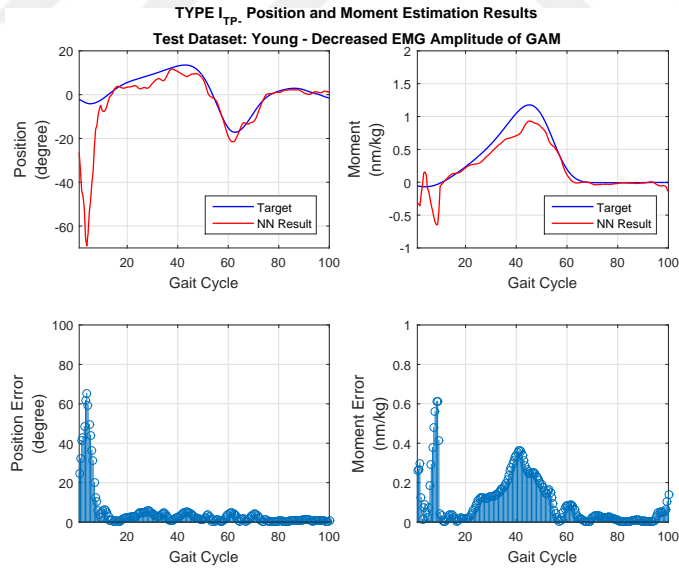 TYPE I_TP- Position and Moment Estimation Results
Test Dataset: Young - Decreased EMG Amplitude of GAM
20
0
-20
-40
-60
20 40 60 80 100
Position
(degree)
Gait Cycle
Target
NN Result
2
1.5
1
0.5
0
-0.5
-1
20 40 60 80 100
Moment
(nm/kg)
Gait Cycle
Target
NN Result
100
80
60
40
20
0
20 40 60 80 100
Position Error
(degree)
Gait Cycle
1
0.8
0.6
0.4
0.2
0
20 40 60 80 100
Moment Error
(nm/kg)
Gait Cycle